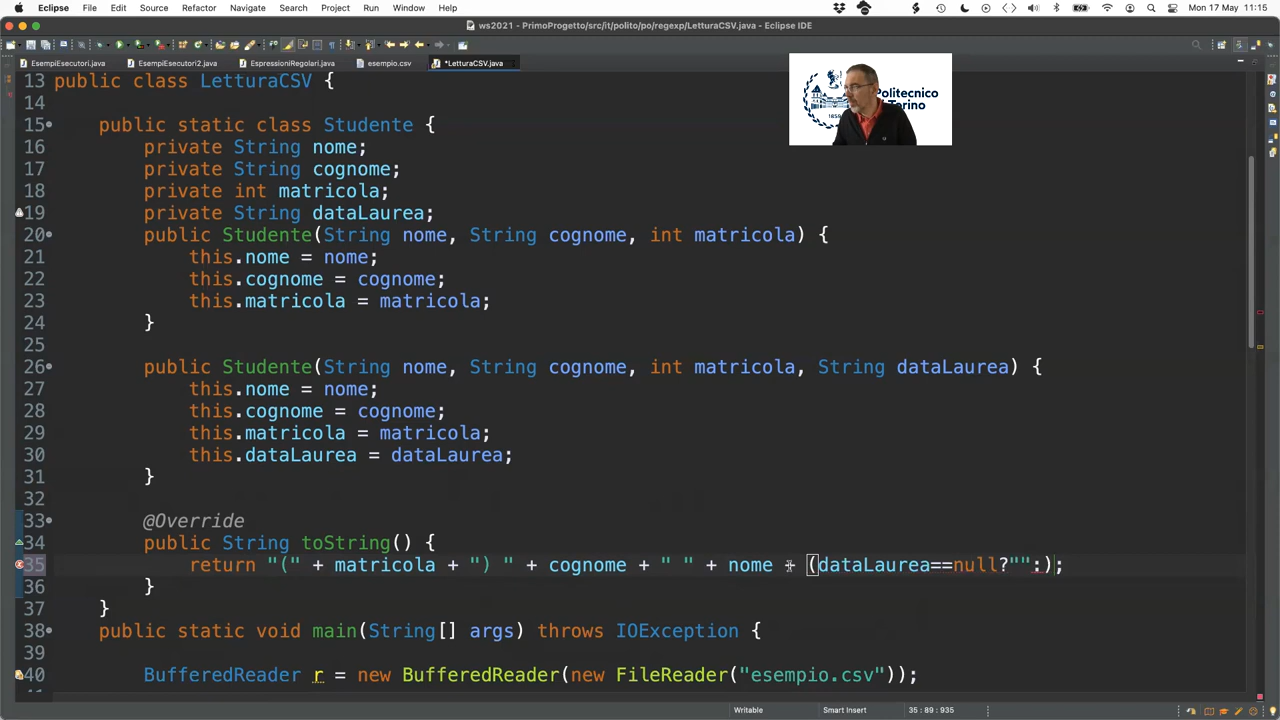 Eclipse File Edit Source Refactor Navigate Search Project Run Window Help Mon 17 May 11:15
ws2021 - PrimoProgetto/src/it/polito/po/regexp/LetturaCSV.java - Eclipse IDE
EsempiEsecutori.java EsempiEsecutori2.java EspressioniRegolari.java esempio.csv *LetturaCSV.java
Politecnico
di Torino
13 public class LetturaCSV {
14
15 public static class Studente {
16 private String nome;
17 private String cognome;
18 private int matricola;
19 private String dataLaurea;
20 public Studente(String nome, String cognome, int matricola) {
21 this.nome = nome;
22 this.cognome = cognome;
23 this.matricola = matricola;
24 }
25
26 public Studente(String nome, String cognome, int matricola, String dataLaurea) {
27 this.nome = nome;
28 this.cognome = cognome;
29 this.matricola = matricola;
30 this.dataLaurea = dataLaurea;
31 }
32
33 @Override
34 public String toString() {
35 return "(" + matricola + ") " + cognome + " " + nome + (dataLaurea==null?"":);
36 }
37 }
38 public static void main(String[] args) throws IOException {
39
40 BufferedReader r = new BufferedReader(new FileReader("esempio.csv"));
Writable Smart Insert 35 : 89 : 935